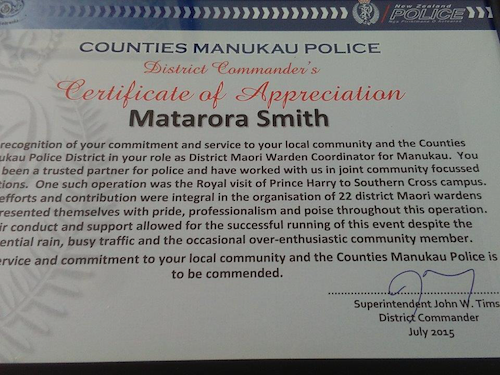 New Zealand
POLICE
COUNTIES MANUKAU POLICE
District Commander's
Certificate of Appreciation
Matarora Smith
recognition of your commitment and service to your local community and the Counties
ukau Police District in your role as District Maori Warden Coordinator for Manukau. You
been a trusted partner for police and have worked with us in joint community focussed
tions. One such operation was the Royal visit of Prince Harry to Southern Cross campus.
efforts and contribution were integral in the organisation of 22 district Maori wardens
resented themselves with pride, professionalism and poise throughout this operation.
ir conduct and support allowed for the successful running of this event despite the
ential rain, busy traffic and the occasional over-enthusiastic community member.
ervice and commitment to your local community and the Counties Manukau Police is
to be commended.
Superintendent John W. Tims
District Commander
July 2015